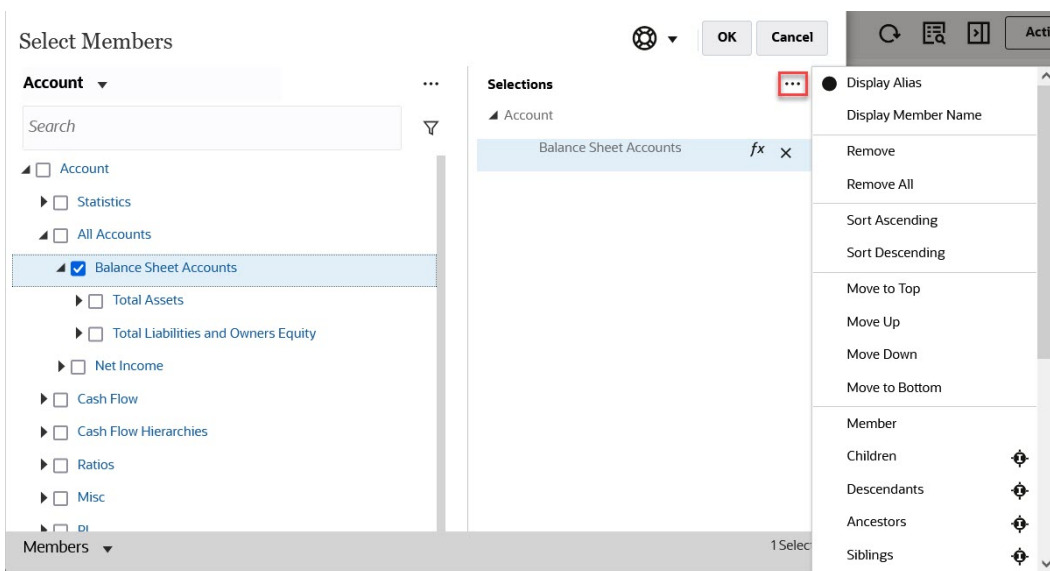 Select Members
OK
Cancel
Acti
Account
...
Search
Account
Statistics
All Accounts
Balance Sheet Accounts
Total Assets
Total Liabilities and Owners Equity
Net Income
Cash Flow
Cash Flow Hierarchies
Ratios
Misc
Members
Selections
...
Account
Balance Sheet Accounts fx
1 Selec
Display Alias
Display Member Name
Remove
Remove All
Sort Ascending
Sort Descending
Move to Top
Move Up
Move Down
Move to Bottom
Member
Children
Descendants
Ancestors
Siblings